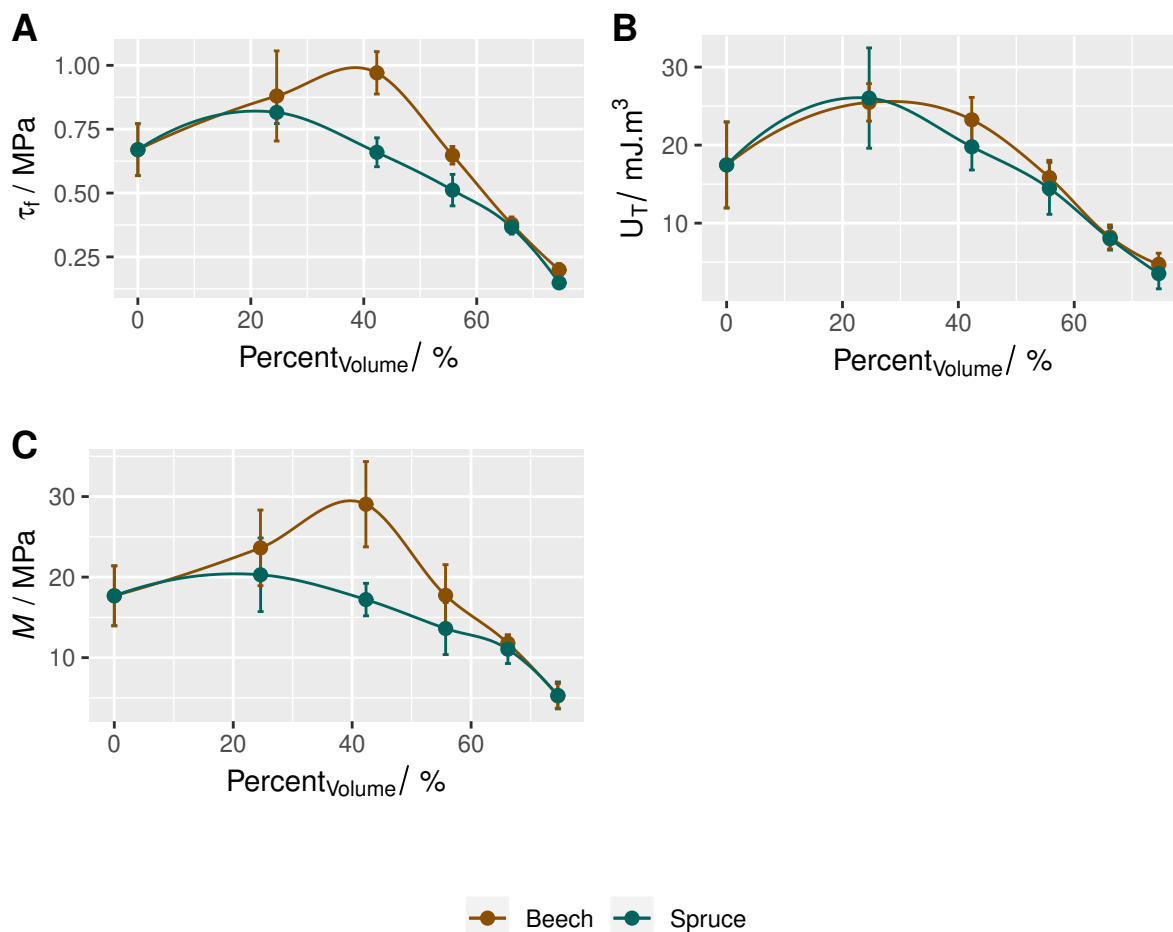 A
τf / MPa
1.00
0.75
0.50
0.25
0 20 40 60
PercentVolume / %
B
UT / mJ.m³
30
20
10
0 20 40 60
PercentVolume / %
C
M / MPa
30
20
10
0 20 40 60
PercentVolume / %
Beech Spruce